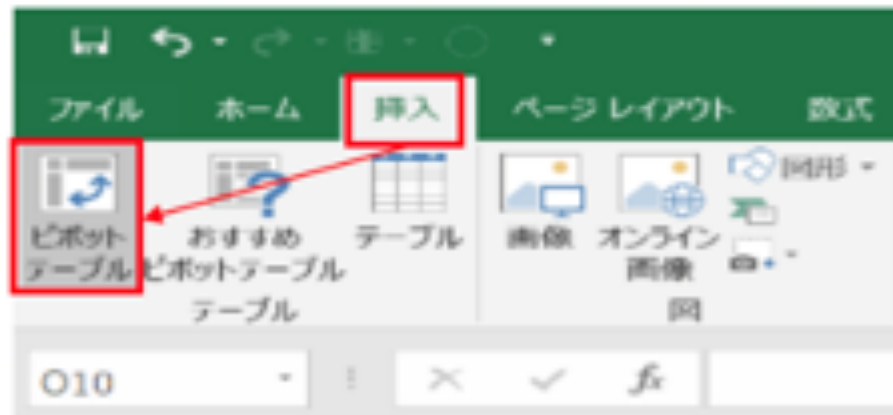 ファイル ホーム 挿入 ページ レイアウト 数式
ピボット
テーブル
おすすめ
ピボットテーブル
テーブル
画像
オンライン
画像
図形
テーブル
図
O10
fx